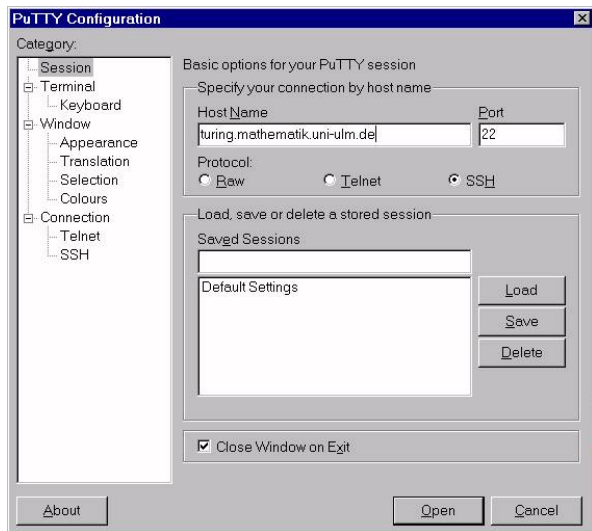 PuTTY Configuration
Category:
Session
Terminal
Keyboard
Window
Appearance
Translation
Selection
Colours
Connection
Telnet
SSH
Basic options for your PuTTY session
Specify your connection by host name
Host Name Port
turing.mathematik.uni-ulm.de 22
Protocol:
Raw Telnet SSH
Load, save or delete a stored session
Saved Sessions
Default Settings
Load
Save
Delete
Close Window on Exit
About Open Cancel